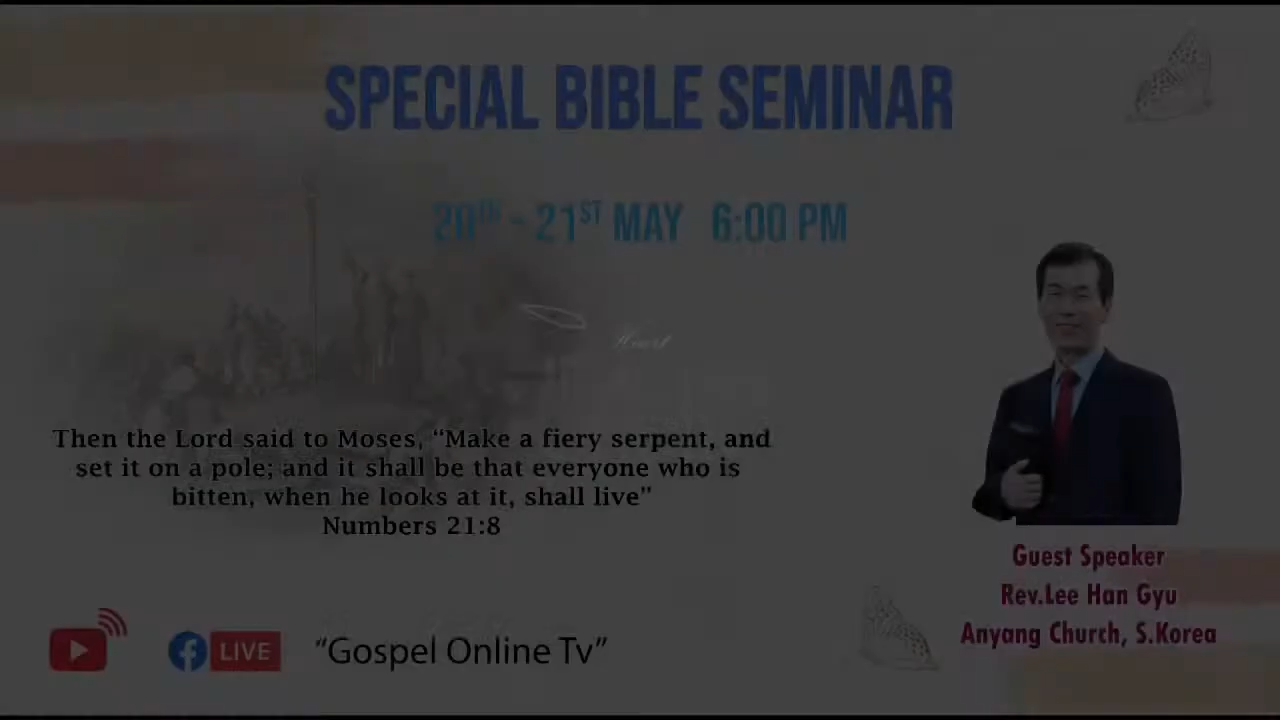 SPECIAL BIBLE SEMINAR
20TH - 21ST MAY 6:00 PM
Heart
Then the Lord said to Moses, “Make a fiery serpent, and
set it on a pole; and it shall be that everyone who is
bitten, when he looks at it, shall live”
Numbers 21:8
Guest Speaker
Rev.Lee Han Gyu
Anyang Church, S.Korea
LIVE
“Gospel Online Tv”